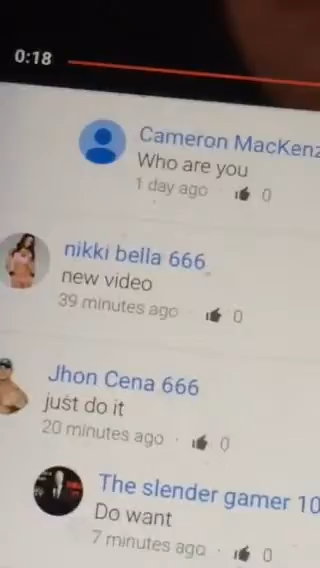 0:18
Cameron MacKenz
Who are you
1 day ago 0
nikki bella 666
new video
39 minutes ago · 0
Jhon Cena 666
just do it
20 minutes ago · 0
The slender gamer 10
Do want
7 minutes ago · 0